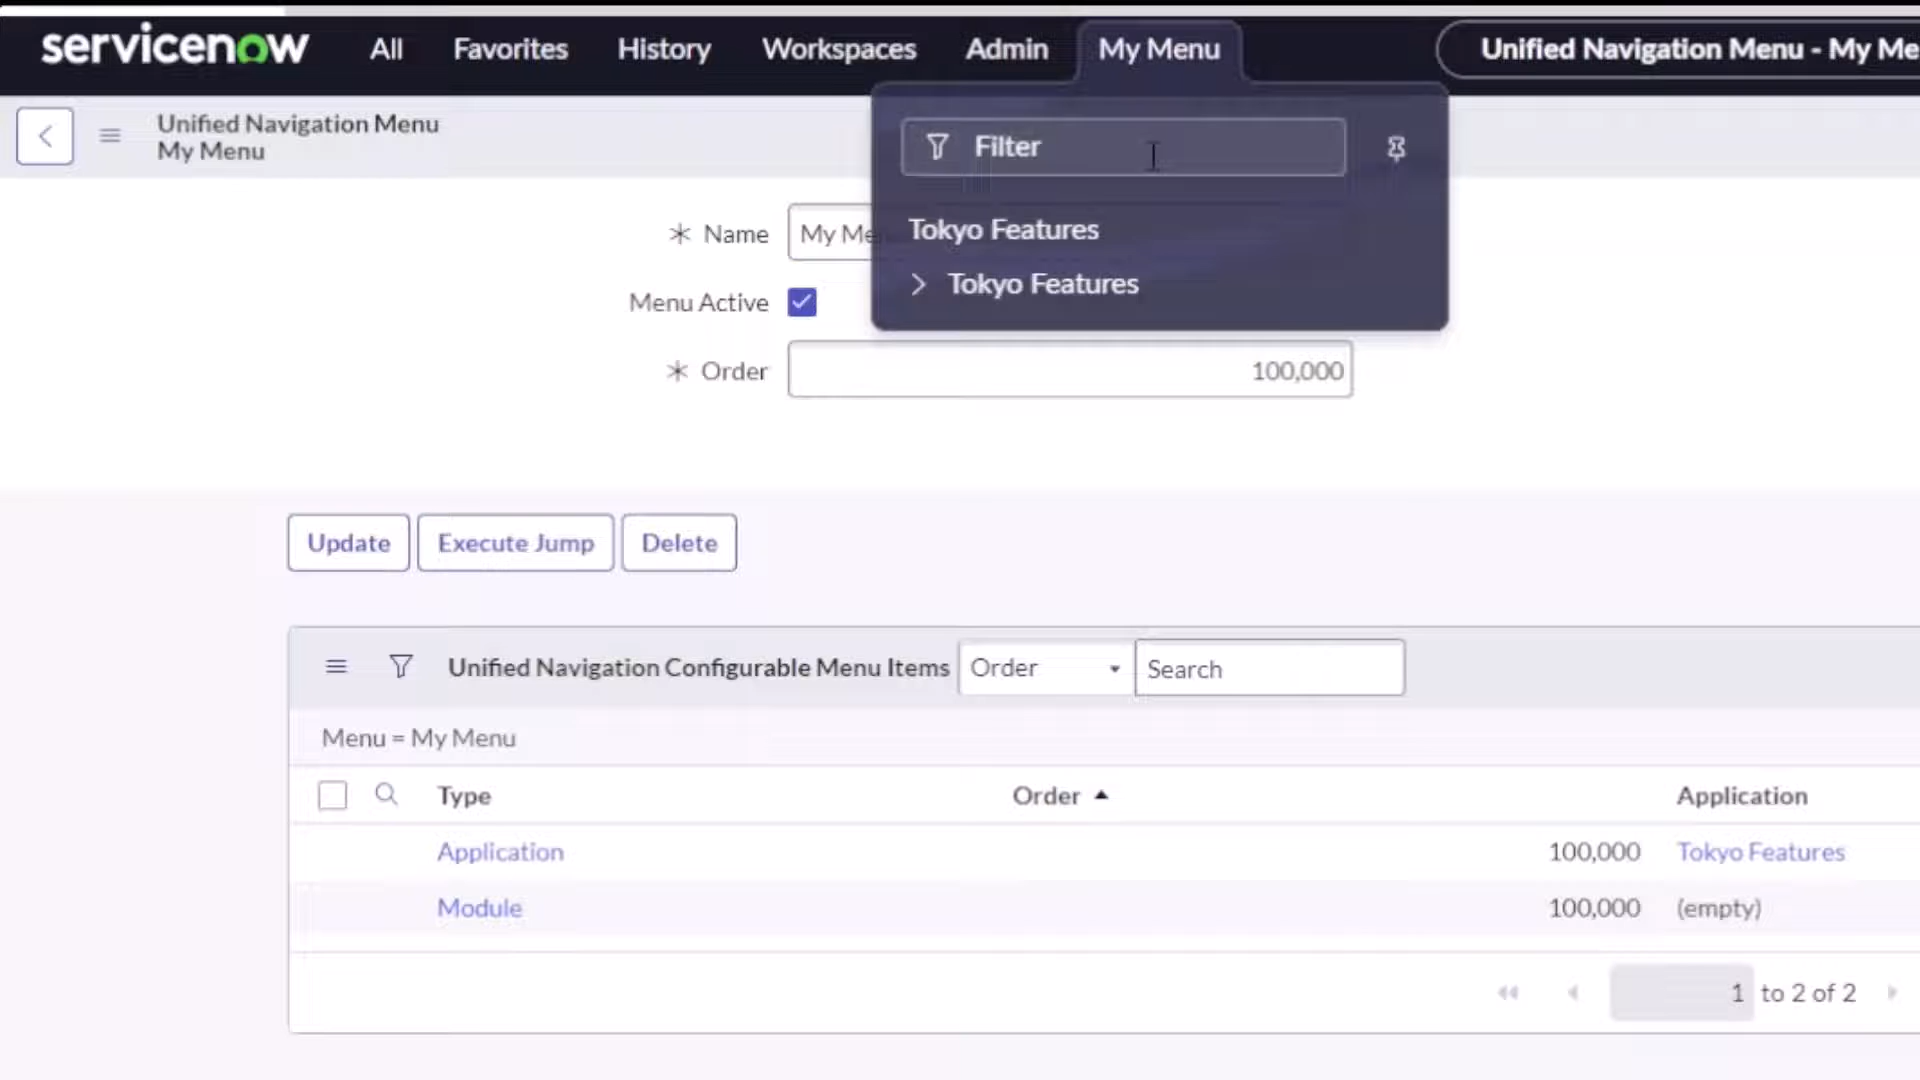 servicenow All Favorites History Workspaces Admin My Menu Unified Navigation Menu - My Me
Unified Navigation Menu
My Menu
Filter
Tokyo Features
Tokyo Features
* Name My Me
Menu Active
* Order 100,000
Update Execute Jump Delete
Unified Navigation Configurable Menu Items Order Search
Menu = My Menu
Type Order Application
Application 100,000 Tokyo Features
Module 100,000 (empty)
1 to 2 of 2